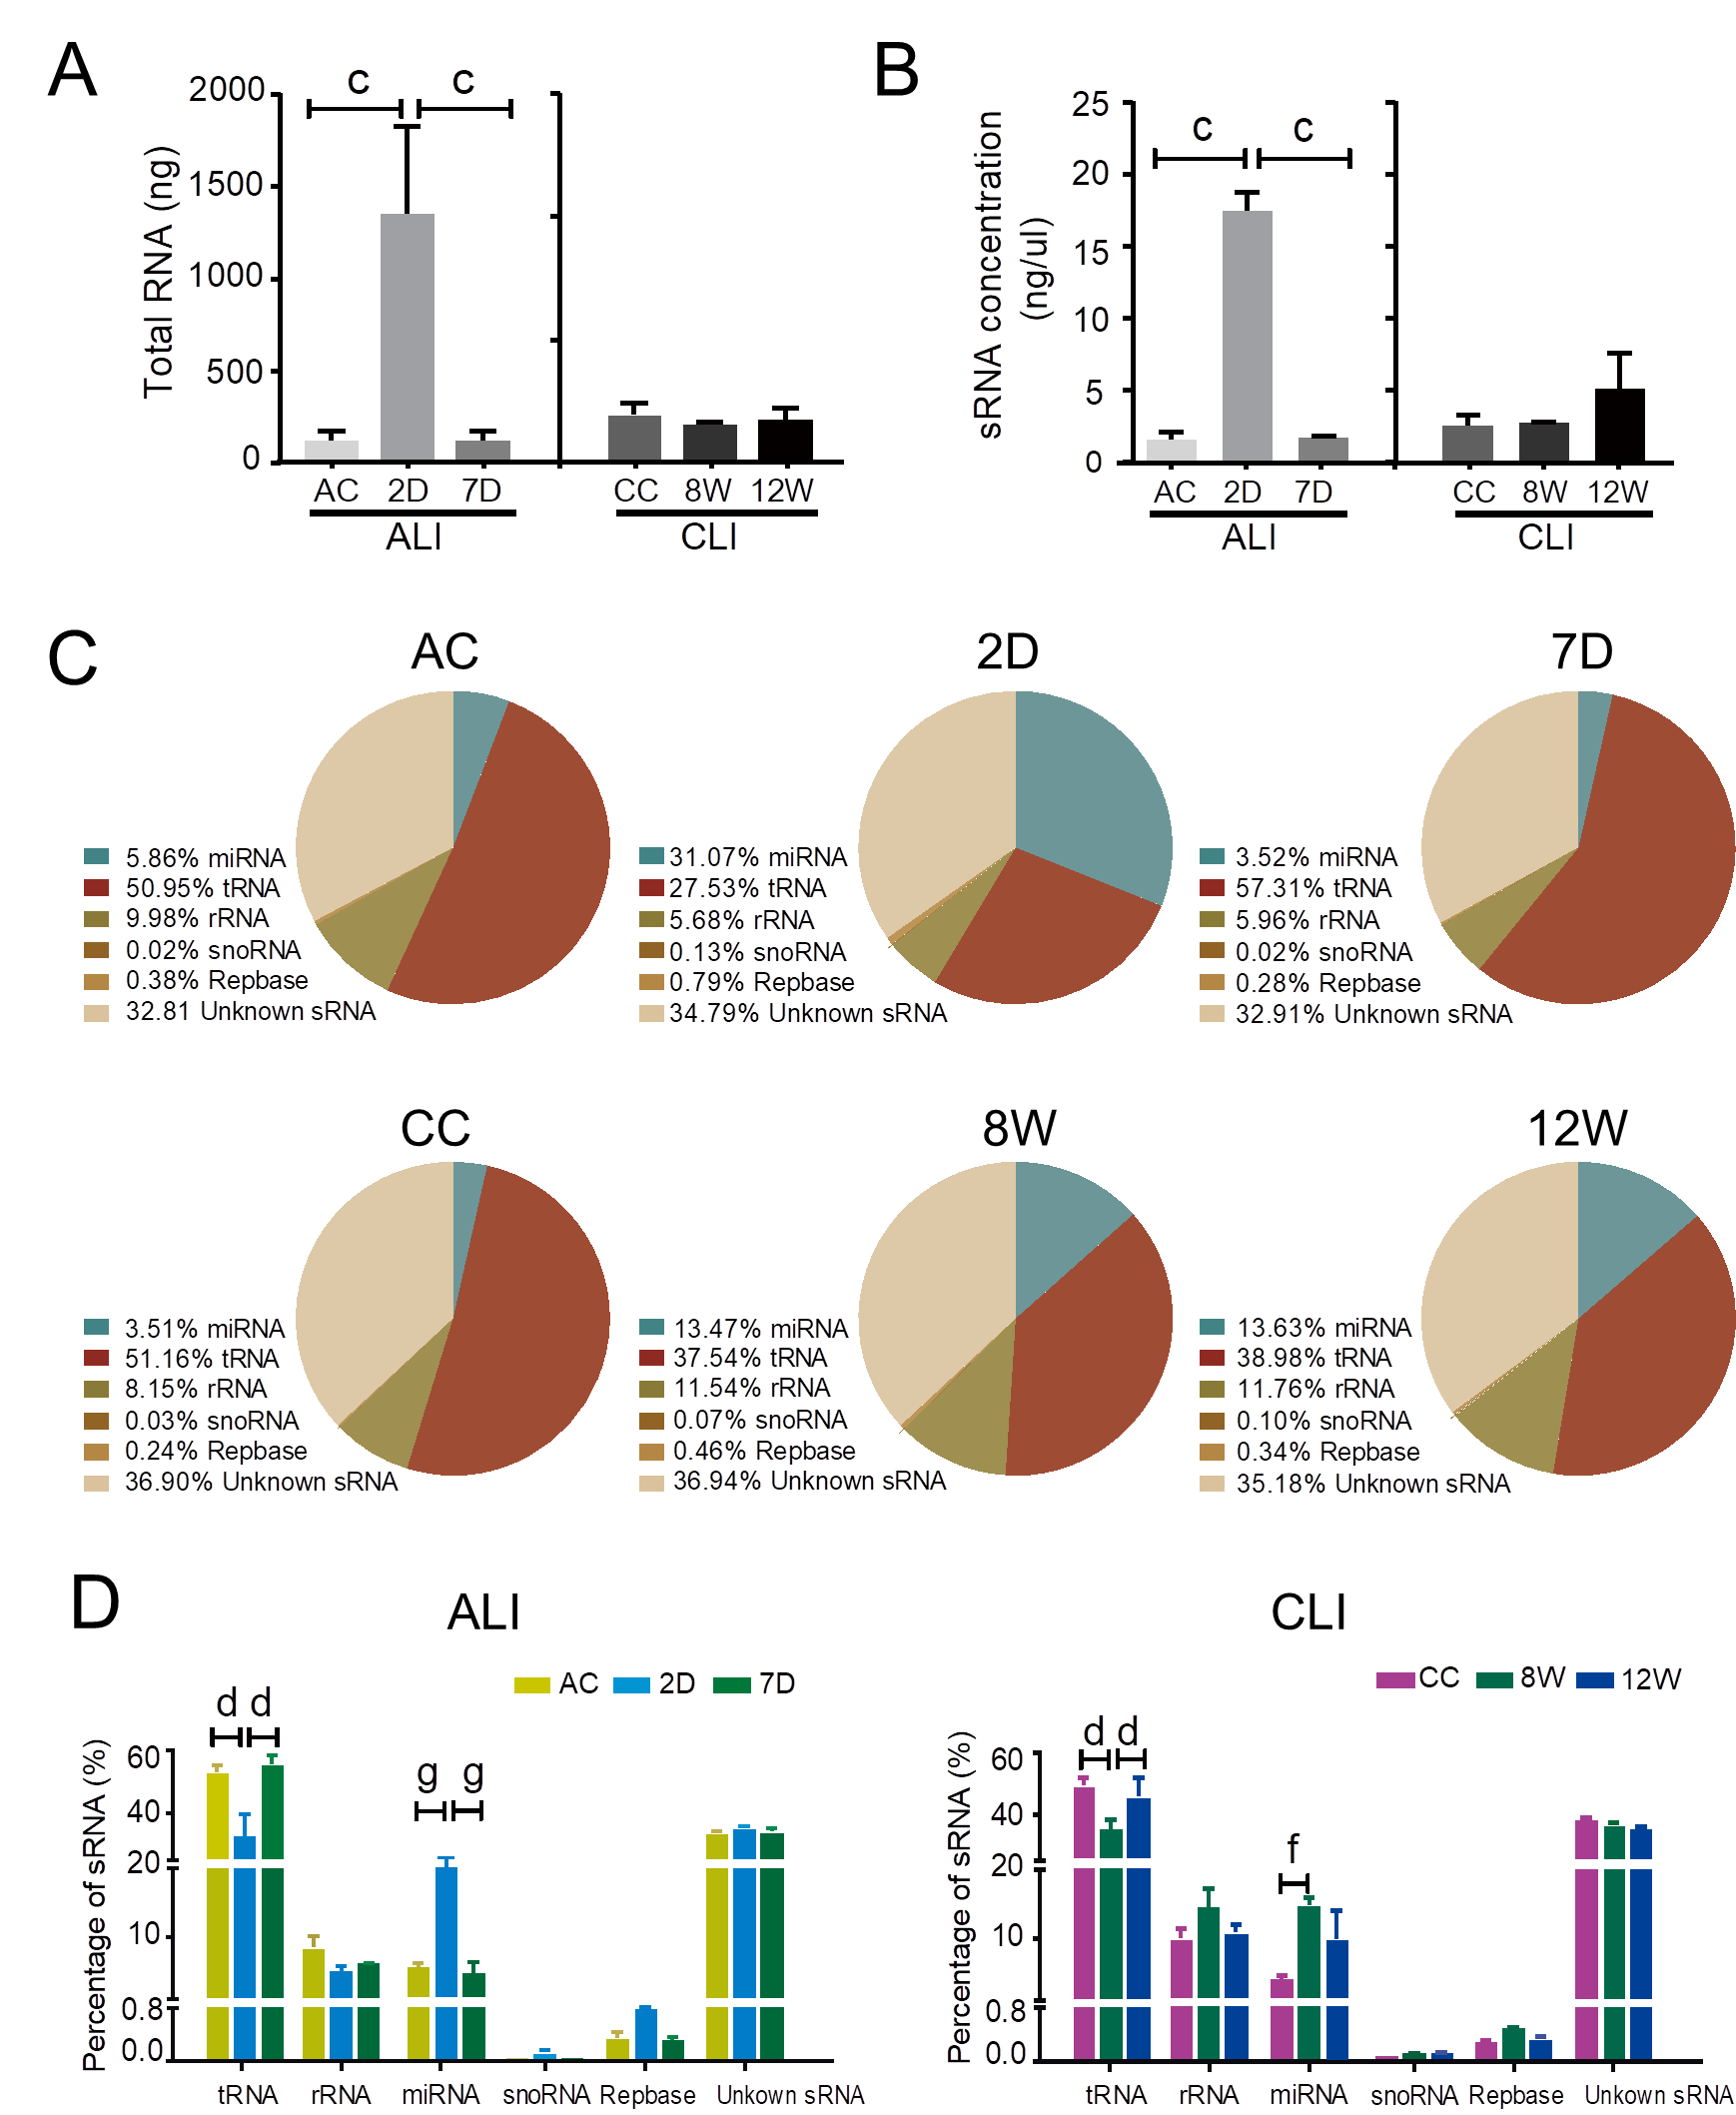 A
Total RNA (ng)
2000
1500
1000
500
0
c c
AC 2D 7D CC 8W 12W
ALI CLI
B
sRNA concentration
(ng/ul)
25
20
15
10
5
0
c c
AC 2D 7D CC 8W 12W
ALI CLI
C
AC
5.86% miRNA
50.95% tRNA
9.98% rRNA
0.02% snoRNA
0.38% Repbase
32.81 Unknown sRNA
2D
31.07% miRNA
27.53% tRNA
5.68% rRNA
0.13% snoRNA
0.79% Repbase
34.79% Unknown sRNA
7D
3.52% miRNA
57.31% tRNA
5.96% rRNA
0.02% snoRNA
0.28% Repbase
32.91% Unknown sRNA
CC
3.51% miRNA
51.16% tRNA
8.15% rRNA
0.03% snoRNA
0.24% Repbase
36.90% Unknown sRNA
8W
13.47% miRNA
37.54% tRNA
11.54% rRNA
0.07% snoRNA
0.46% Repbase
36.94% Unknown sRNA
12W
13.63% miRNA
38.98% tRNA
11.76% rRNA
0.10% snoRNA
0.34% Repbase
35.18% Unknown sRNA
D
ALI
AC 2D 7D
Percentage of sRNA (%)
60
40
20
10
0.8
0.0
d d
g g
tRNA rRNA miRNA snoRNA Repbase Unkown sRNA
CLI
CC 8W 12W
Percentage of sRNA (%)
60
40
20
10
0.8
0.0
d d
f
tRNA rRNA miRNA snoRNA Repbase Unkown sRNA